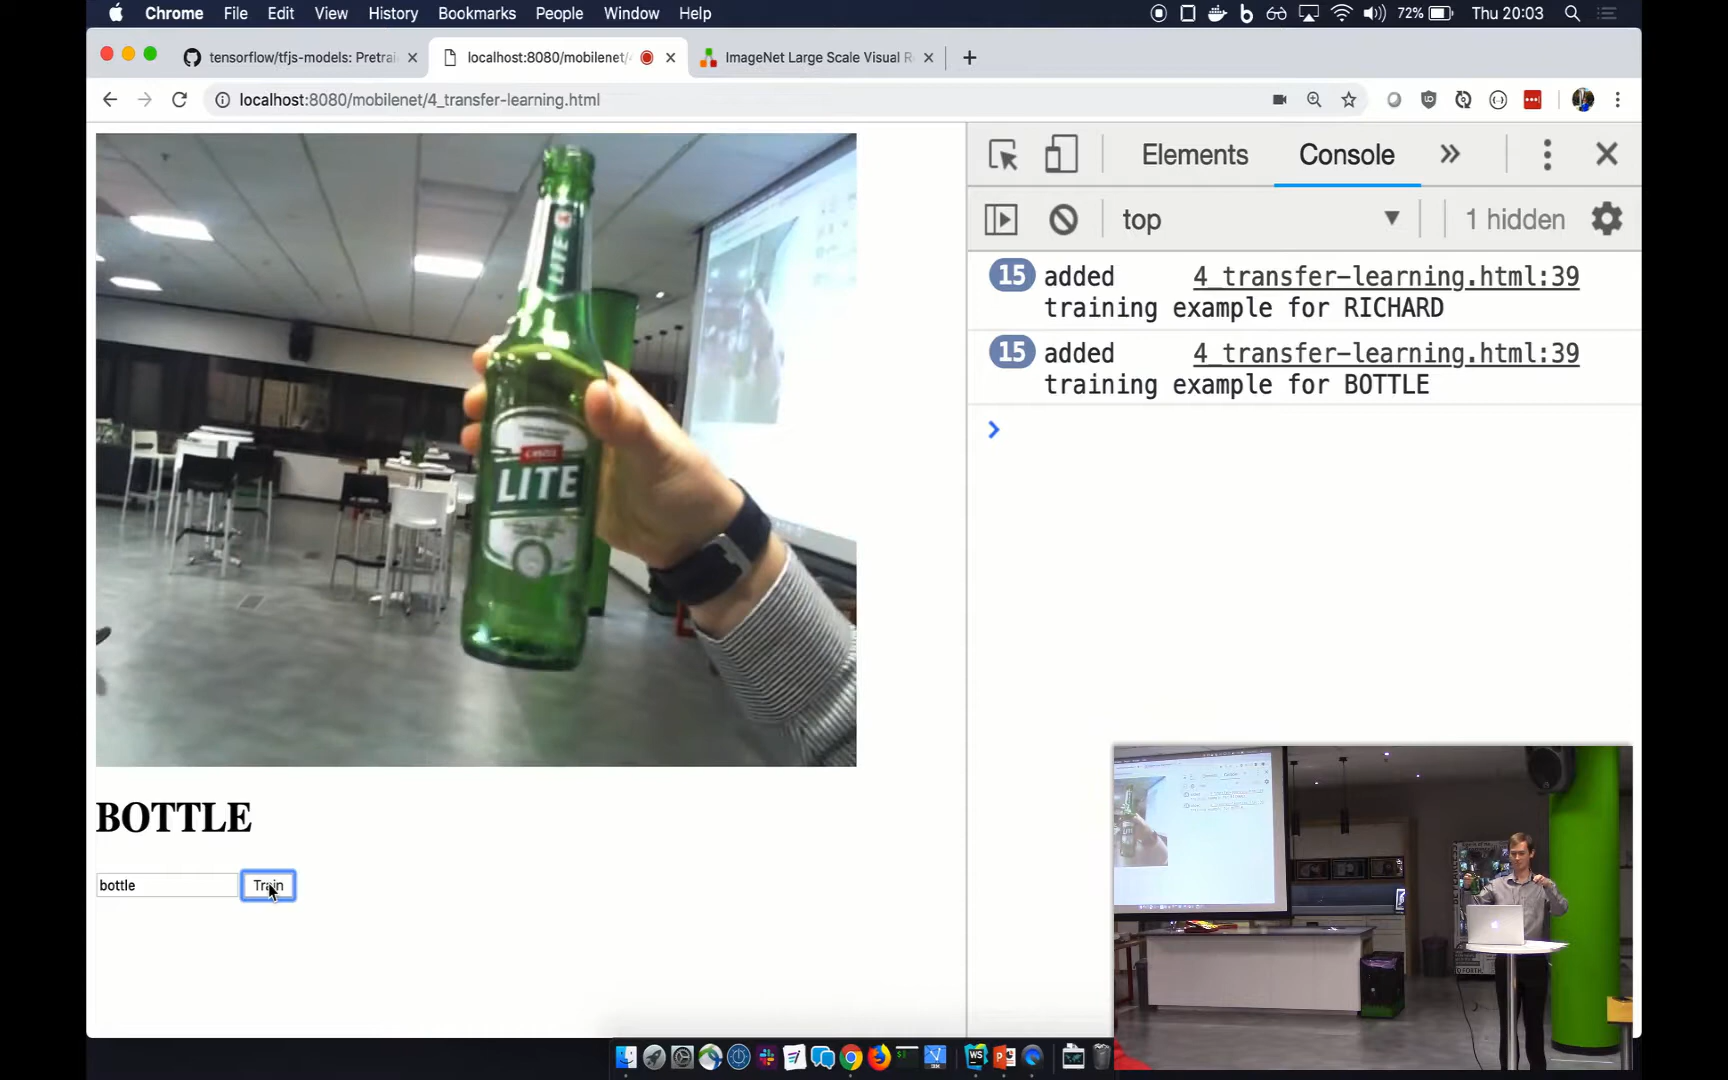 Chrome File Edit View History Bookmarks People Window Help
72% Thu 20:03
tensorflow/tfjs-models: Pretrai
localhost:8080/mobilenet/
ImageNet Large Scale Visual R
localhost:8080/mobilenet/4_transfer-learning.html
Elements Console
top 1 hidden
15 added 4_transfer-learning.html:39
training example for RICHARD
15 added 4_transfer-learning.html:39
training example for BOTTLE
LITE
LITE
BOTTLE
bottle Train
LITE
WS